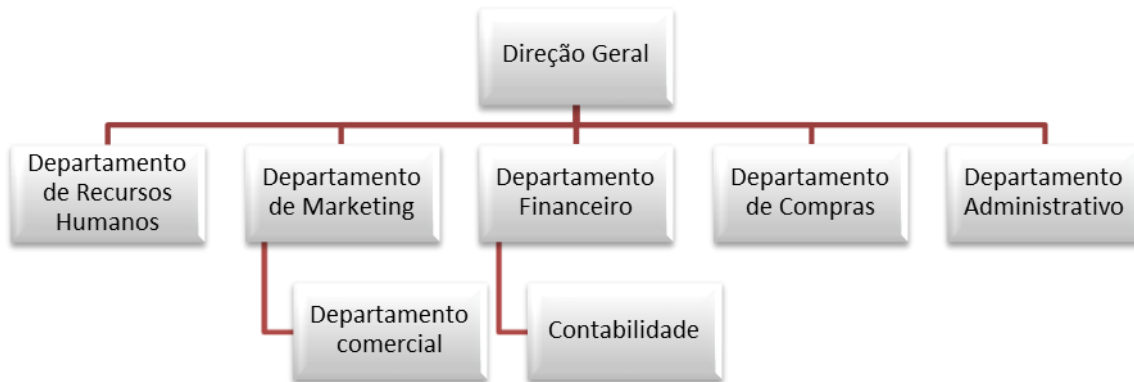 Direção Geral
Departamento
de Recursos
Humanos
Departamento
de Marketing
Departamento
Financeiro
Departamento
de Compras
Departamento
Administrativo
Departamento
comercial
Contabilidade